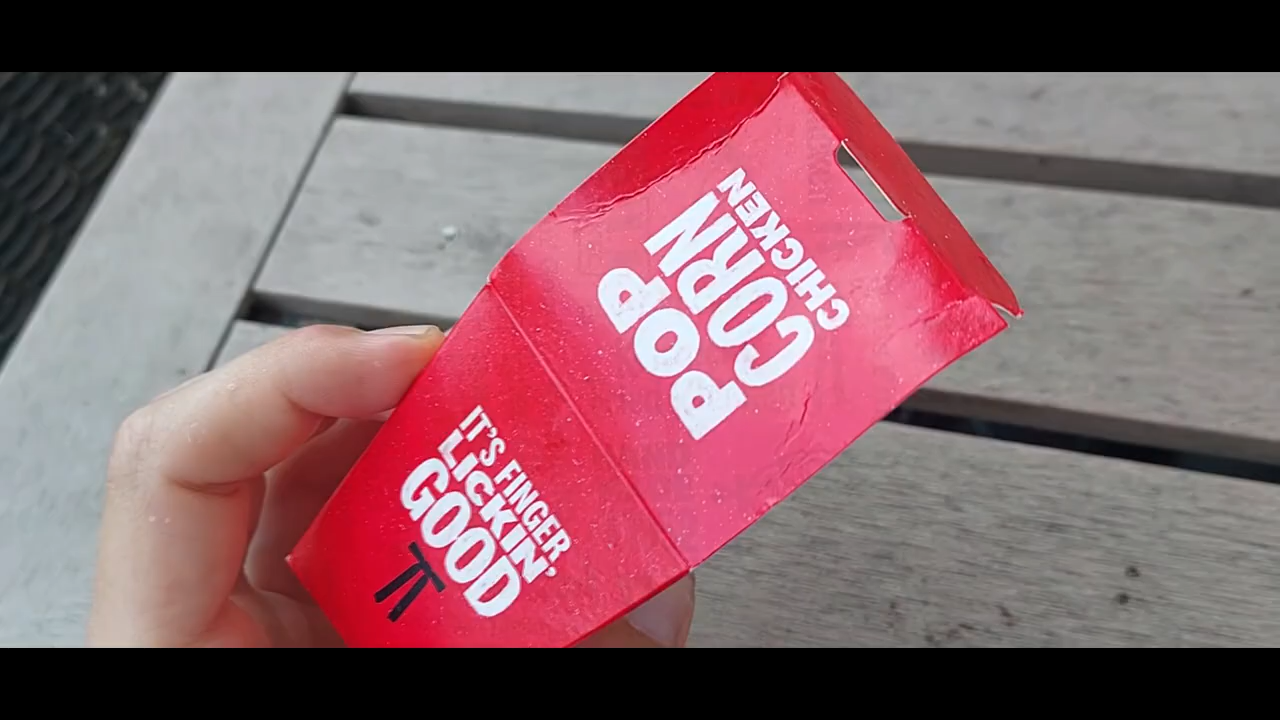 POP
CORN
CHICKEN
IT'S FINGER
LICKIN'
GOOD